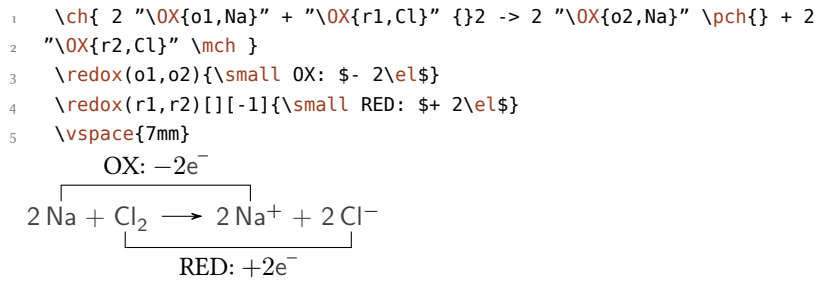 1 \ch{ 2 "\OX{o1,Na}" + "\OX{r1,Cl}" {}2 -> 2 "\OX{o2,Na}" \pch{} + 2
2 "\OX{r2,Cl}" \mch }
3 \redox(o1,o2){\small OX: $- 2\el$}
4 \redox(r1,r2)[][-1]{\small RED: $+ 2\el$}
5 \vspace{7mm}
OX: −2e⁻
2 Na + Cl₂ ⟶ 2 Na⁺ + 2 Cl⁻
RED: +2e⁻